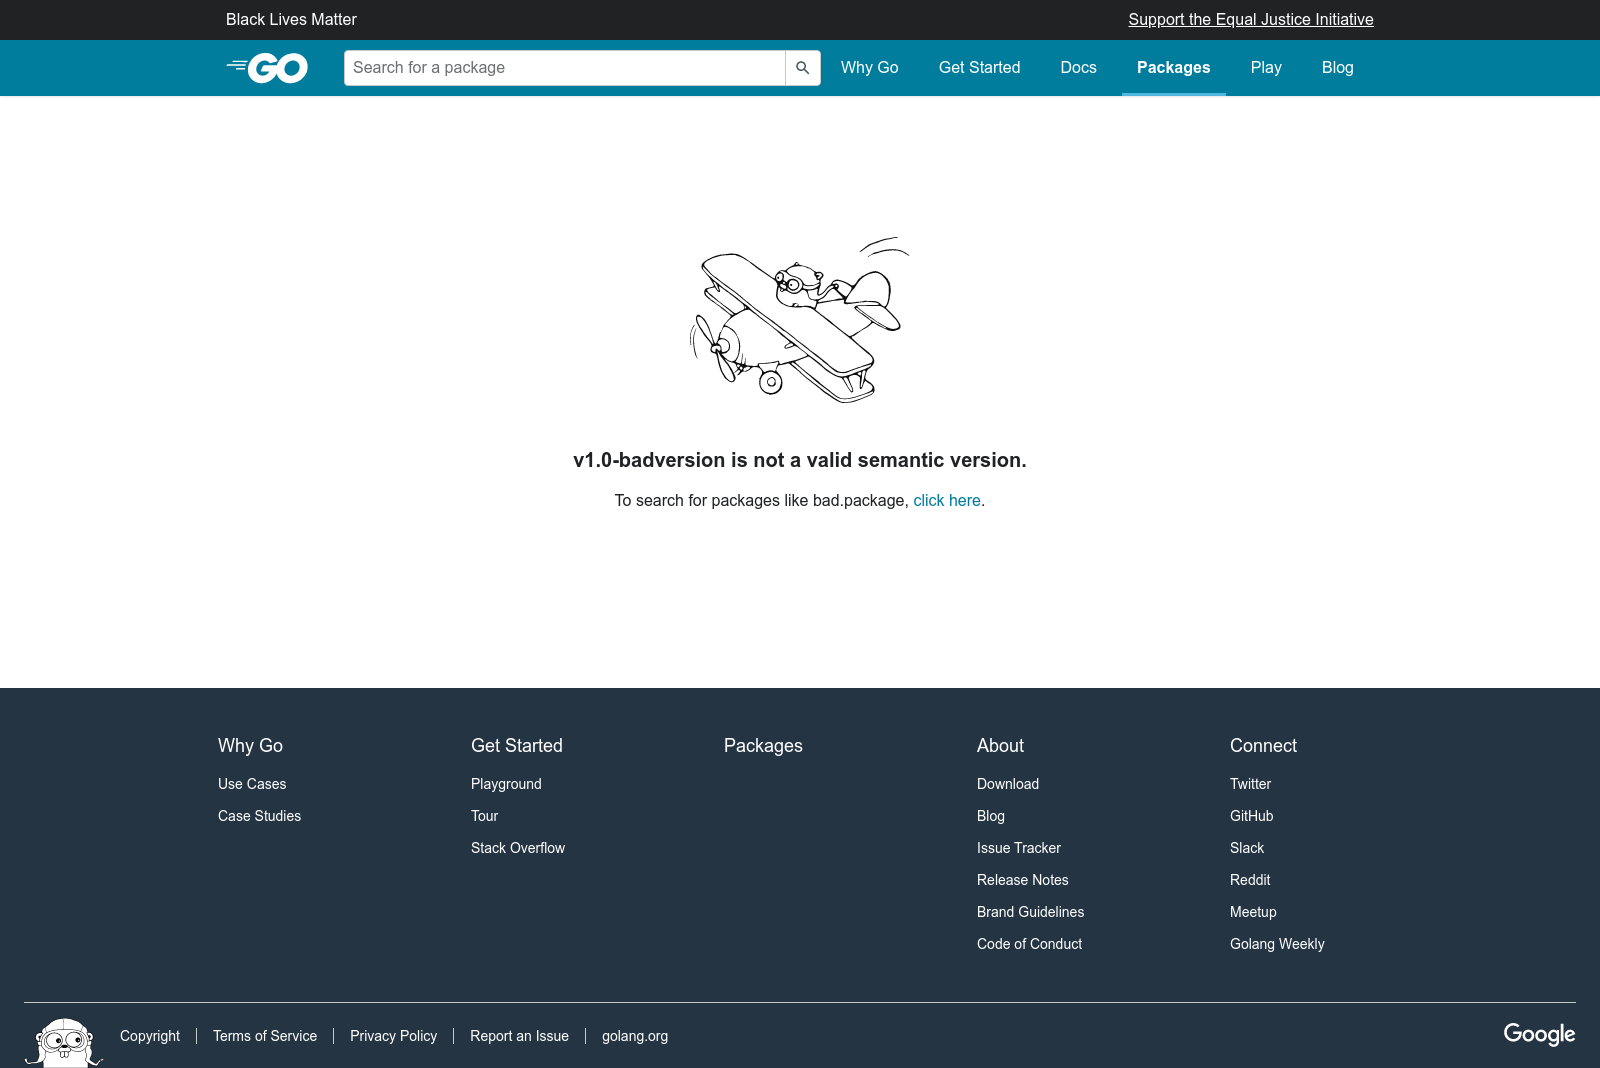 Black Lives Matter
Support the Equal Justice Initiative
GO
Search for a package
Why Go
Get Started
Docs
Packages
Play
Blog
v1.0-badversion is not a valid semantic version.
To search for packages like bad.package, click here.
Why Go
Use Cases
Case Studies
Get Started
Playground
Tour
Stack Overflow
Packages
About
Download
Blog
Issue Tracker
Release Notes
Brand Guidelines
Code of Conduct
Connect
Twitter
GitHub
Slack
Reddit
Meetup
Golang Weekly
Copyright
Terms of Service
Privacy Policy
Report an Issue
golang.org
Google